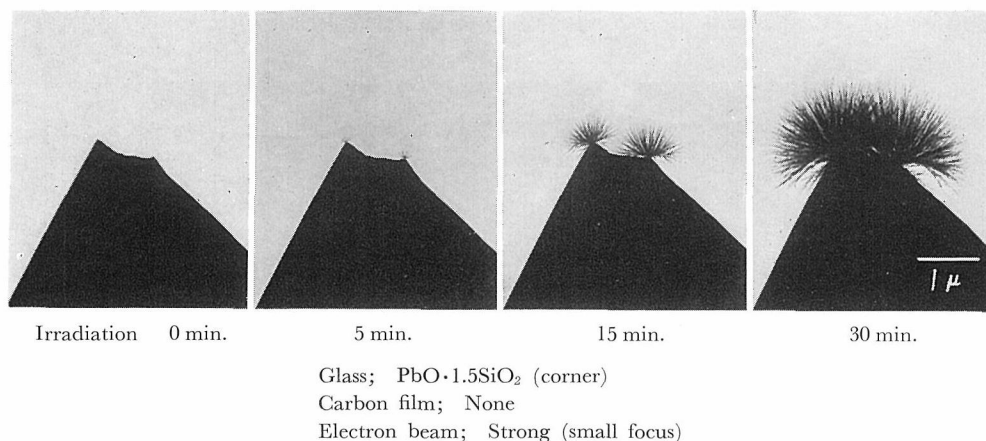 1 μ
Irradiation 0 min. 5 min. 15 min. 30 min.
Glass; PbO·1.5SiO₂ (corner)
Carbon film; None
Electron beam; Strong (small focus)